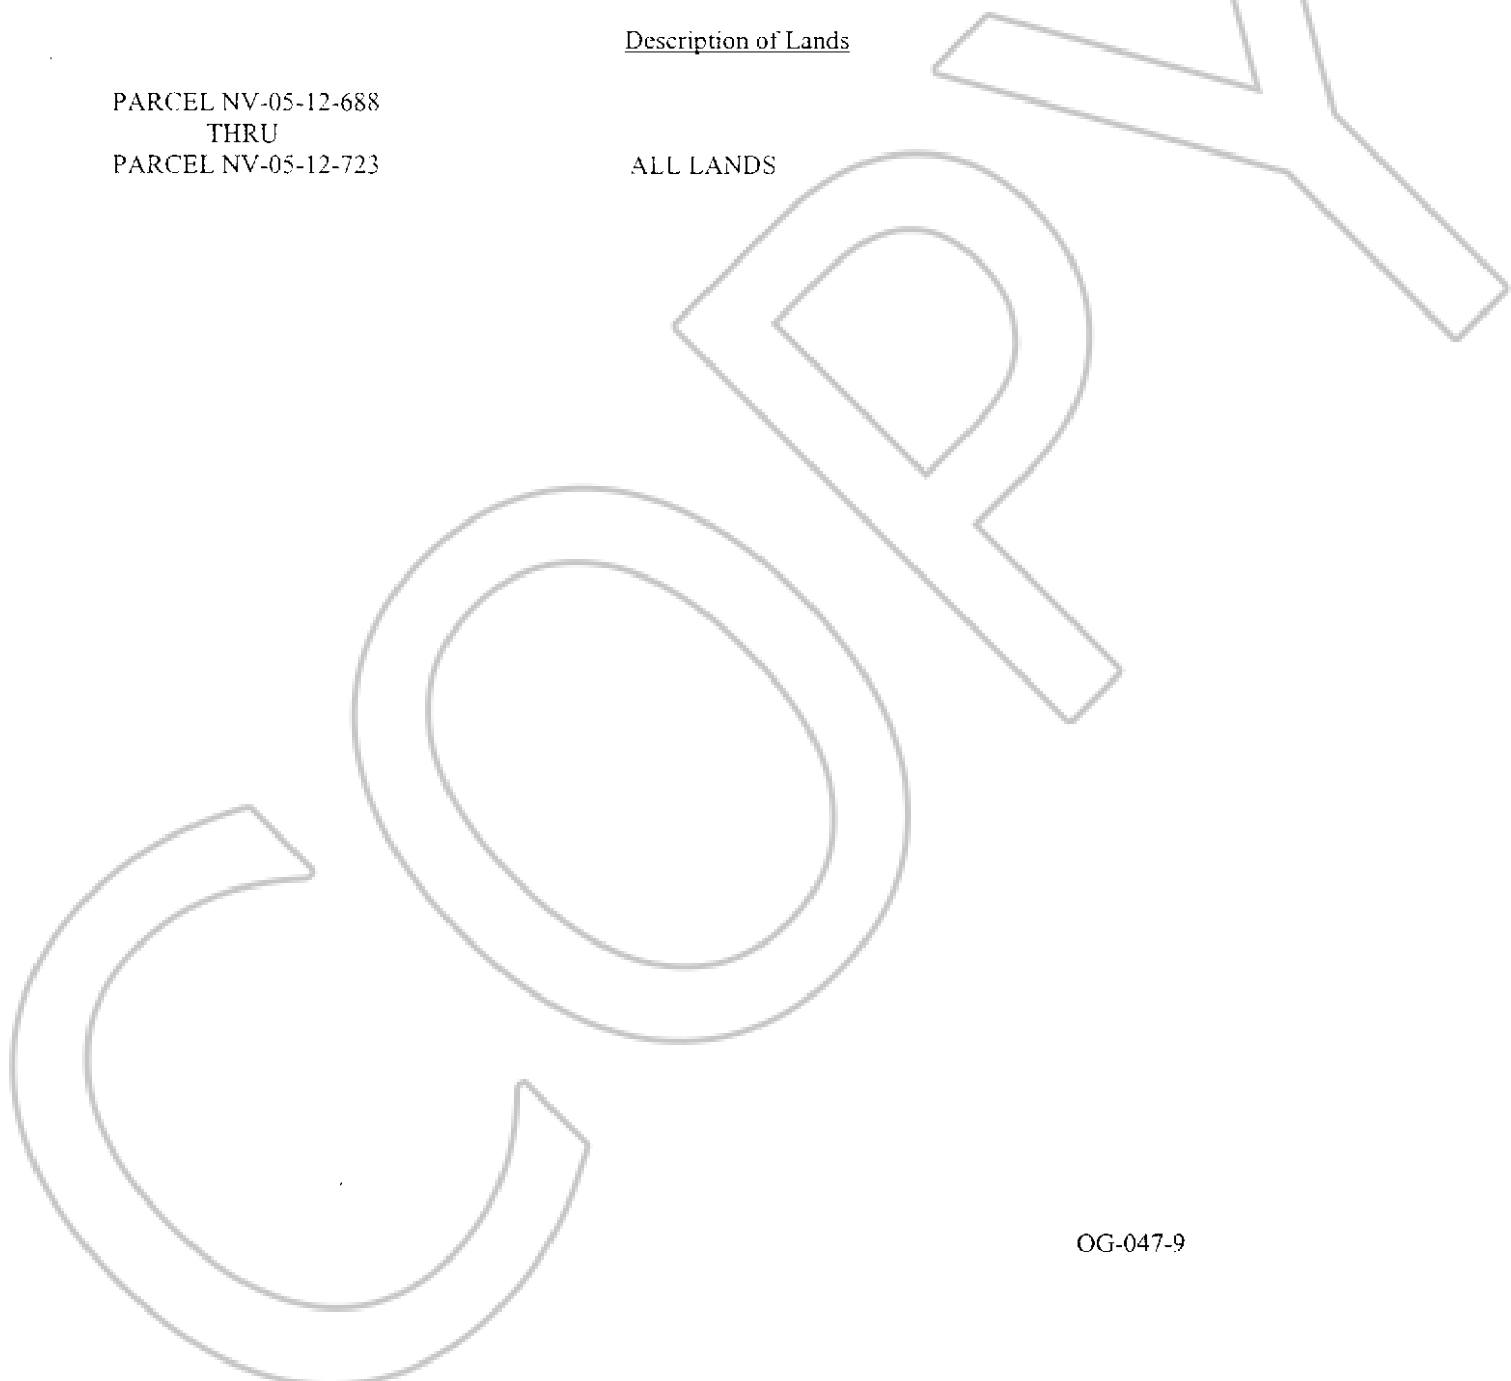 Description of Lands
PARCEL NV-05-12-688
THRU
PARCEL NV-05-12-723 ALL LANDS
COPY
OG-047-9